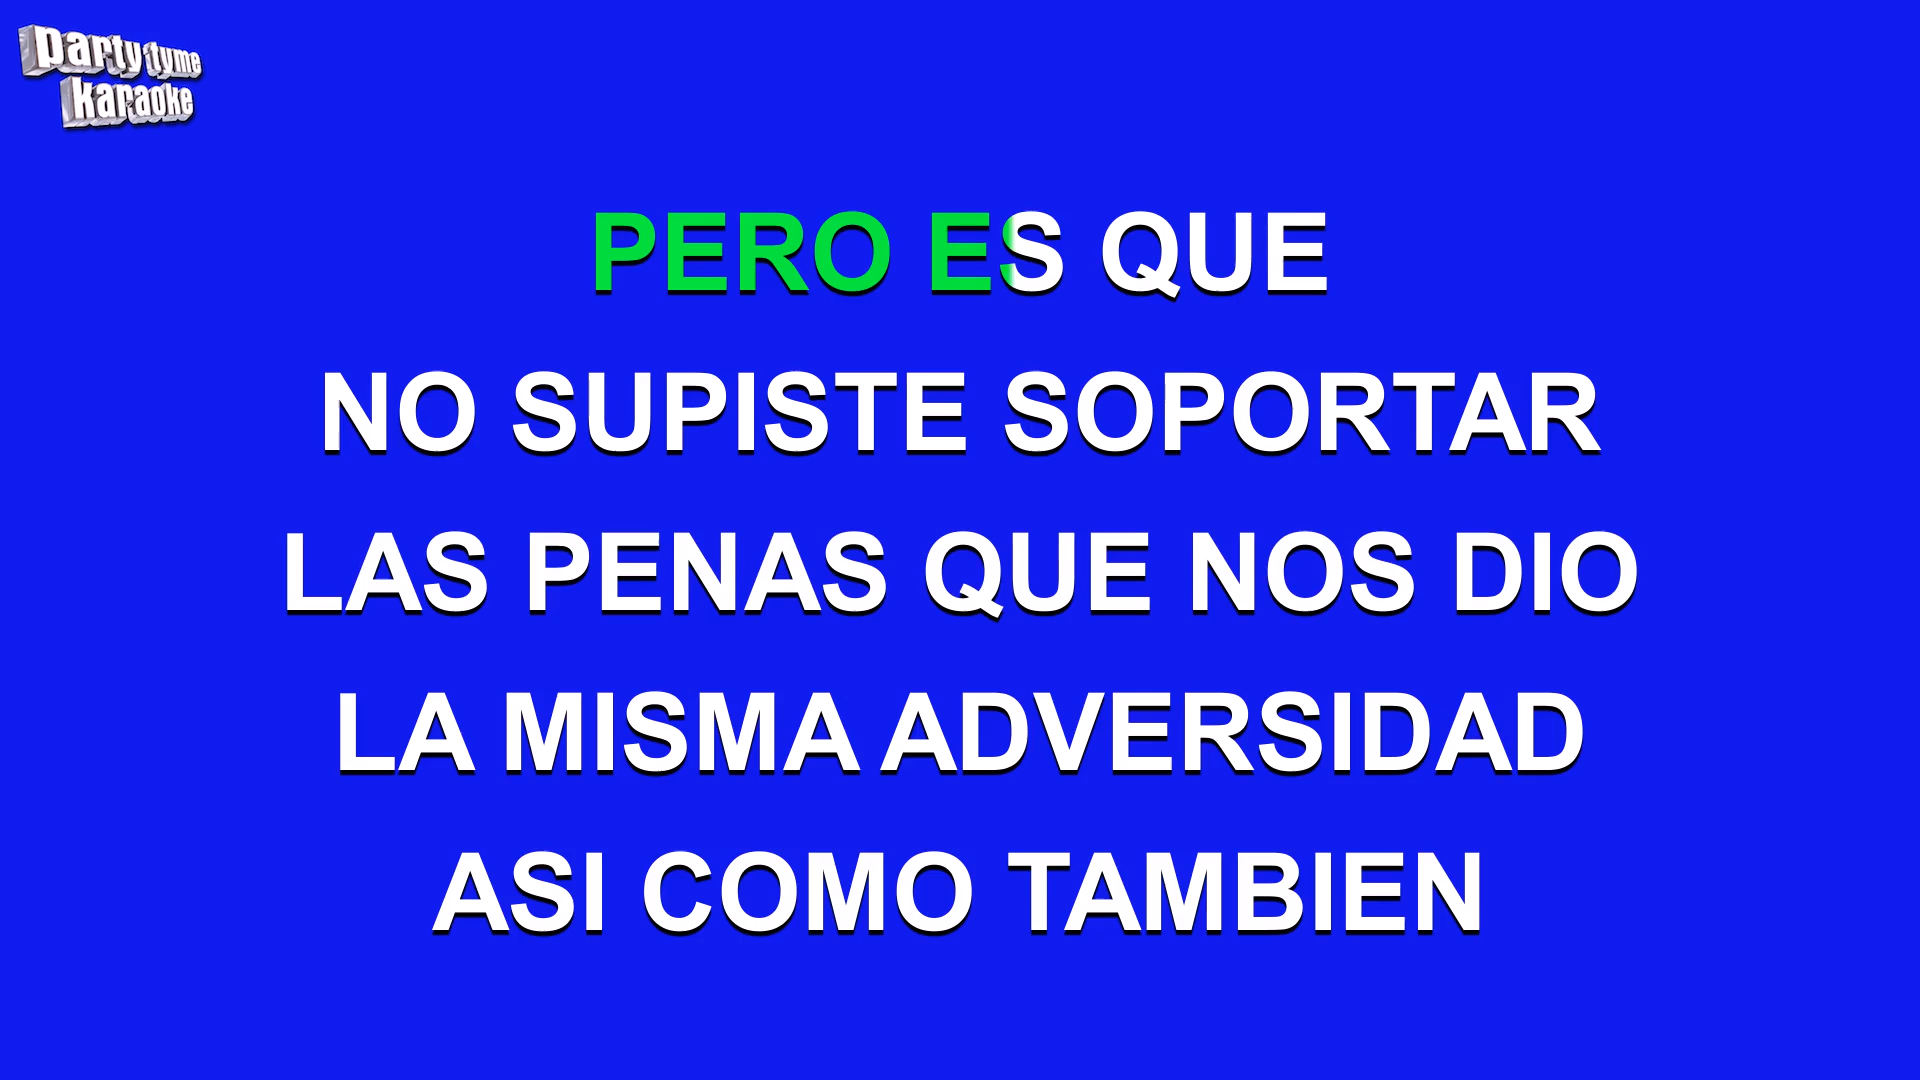 party tyme
karaoke
PERO ES QUE
NO SUPISTE SOPORTAR
LAS PENAS QUE NOS DIO
LA MISMA ADVERSIDAD
ASI COMO TAMBIEN